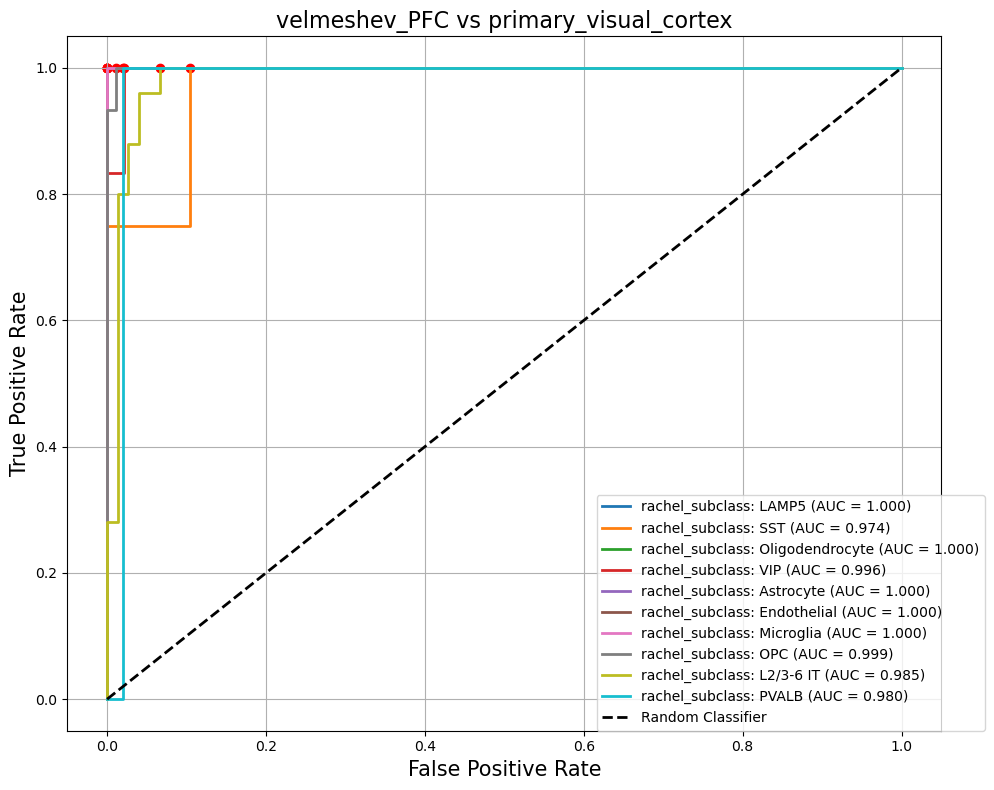 velmeshev_PFC vs primary_visual_cortex
True Positive Rate
1.0
0.8
0.6
0.4
0.2
0.0
0.0 0.2 0.4 0.6 0.8 1.0
False Positive Rate
rachel_subclass: LAMP5 (AUC = 1.000)
rachel_subclass: SST (AUC = 0.974)
rachel_subclass: Oligodendrocyte (AUC = 1.000)
rachel_subclass: VIP (AUC = 0.996)
rachel_subclass: Astrocyte (AUC = 1.000)
rachel_subclass: Endothelial (AUC = 1.000)
rachel_subclass: Microglia (AUC = 1.000)
rachel_subclass: OPC (AUC = 0.999)
rachel_subclass: L2/3-6 IT (AUC = 0.985)
rachel_subclass: PVALB (AUC = 0.980)
Random Classifier